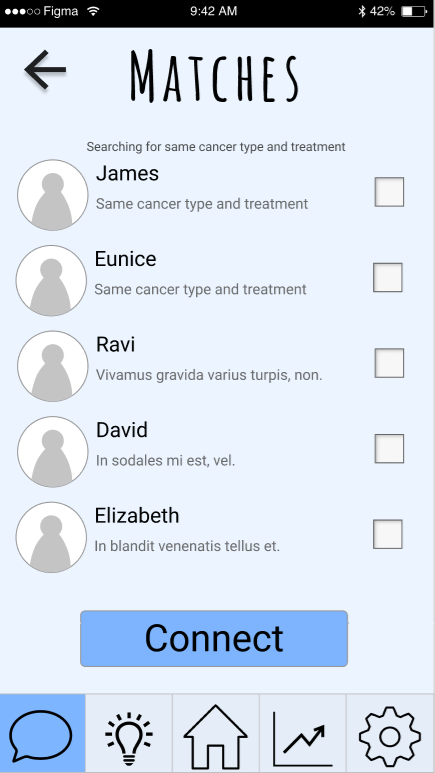 Figma 9:42 AM 42%
Matches
Searching for same cancer type and treatment
James
Same cancer type and treatment
Eunice
Same cancer type and treatment
Ravi
Vivamus gravida varius turpis, non.
David
In sodales mi est, vel.
Elizabeth
In blandit venenatis tellus et.
Connect